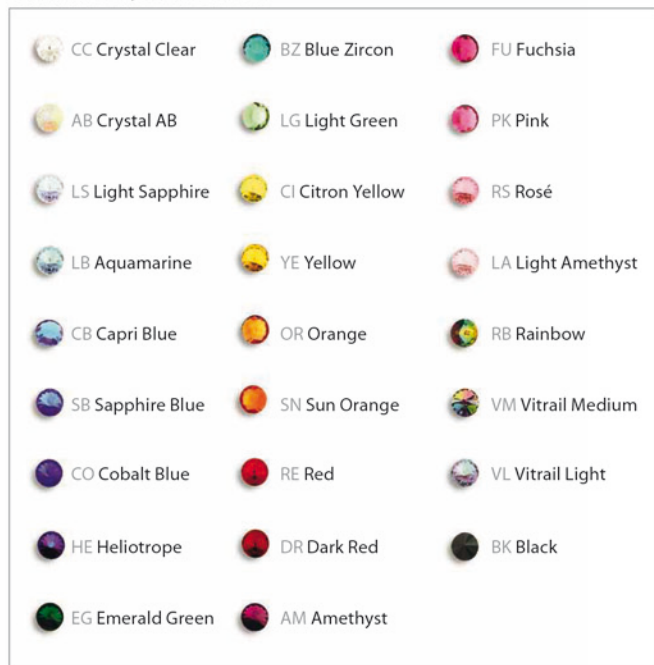 CC Crystal Clear
AB Crystal AB
LS Light Sapphire
LB Aquamarine
CB Capri Blue
SB Sapphire Blue
CO Cobalt Blue
HE Heliotrope
EG Emerald Green
BZ Blue Zircon
LG Light Green
CI Citron Yellow
YE Yellow
OR Orange
SN Sun Orange
RE Red
DR Dark Red
AM Amethyst
FU Fuchsia
PK Pink
RS Rosé
LA Light Amethyst
RB Rainbow
VM Vitrail Medium
VL Vitrail Light
BK Black